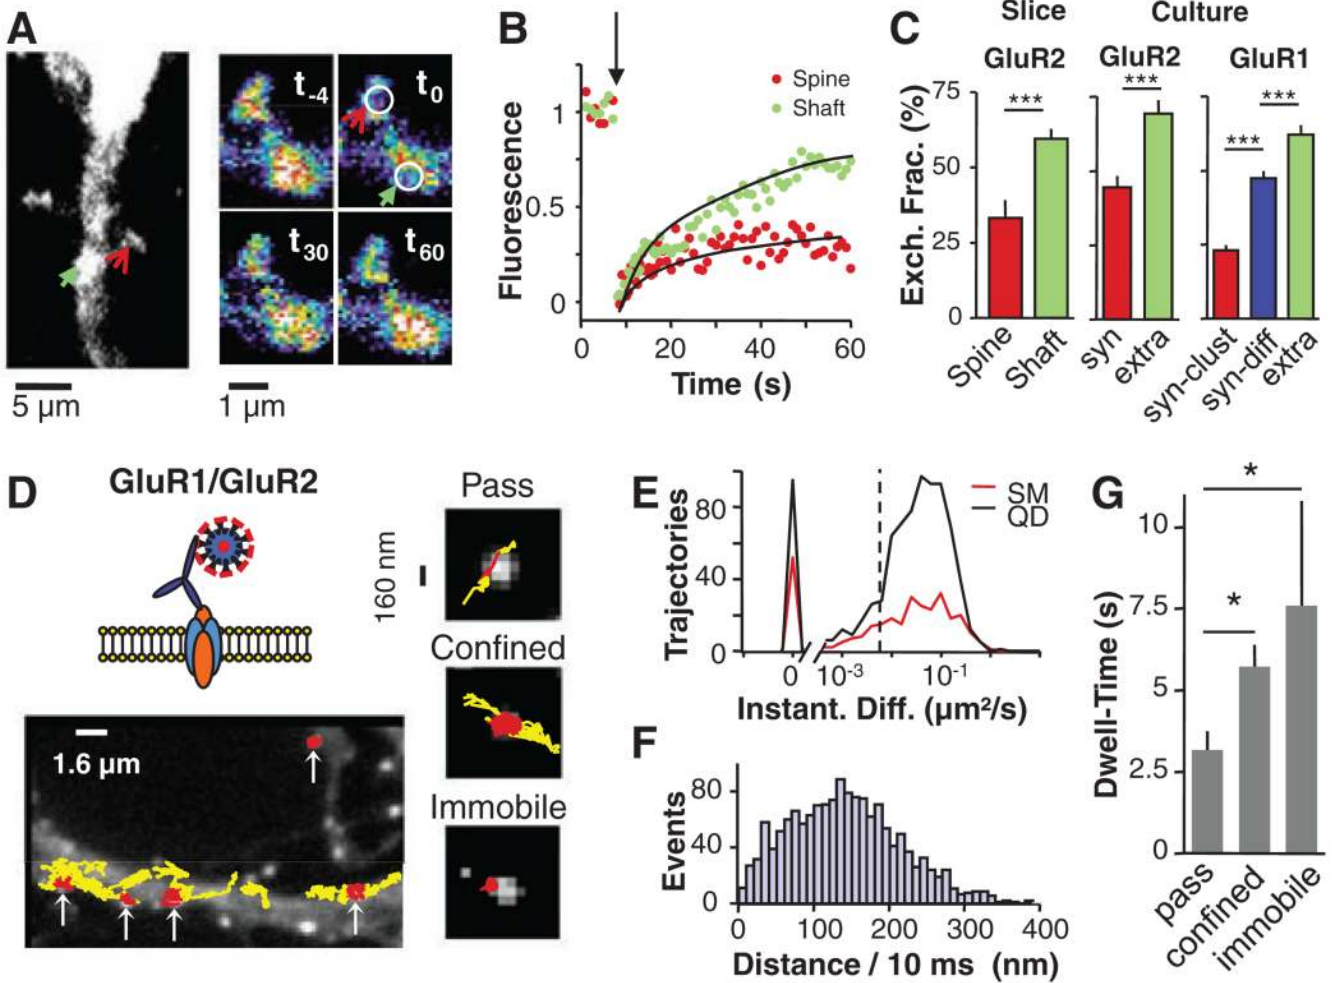 A
t-4
t0
t30
t60
5 µm
1 µm
B
Spine
Shaft
Fluorescence
1
0.5
0
0
20
40
60
Time (s)
C
Slice
Culture
GluR2
GluR2
GluR1
***
***
***
***
Exch. Frac. (%)
75
50
25
0
Spine
Shaft
syn
extra
syn-clust
syn-diff
extra
D
GluR1/GluR2
1.6 µm
160 nm
Pass
Confined
Immobile
E
SM
QD
Trajectories
80
40
0
0
10-3
10-1
Instant. Diff. (µm²/s)
F
Events
80
40
0
0
100
200
300
400
Distance / 10 ms (nm)
G
*
*
Dwell-Time (s)
10
7.5
5
2.5
0
pass
confined
immobile